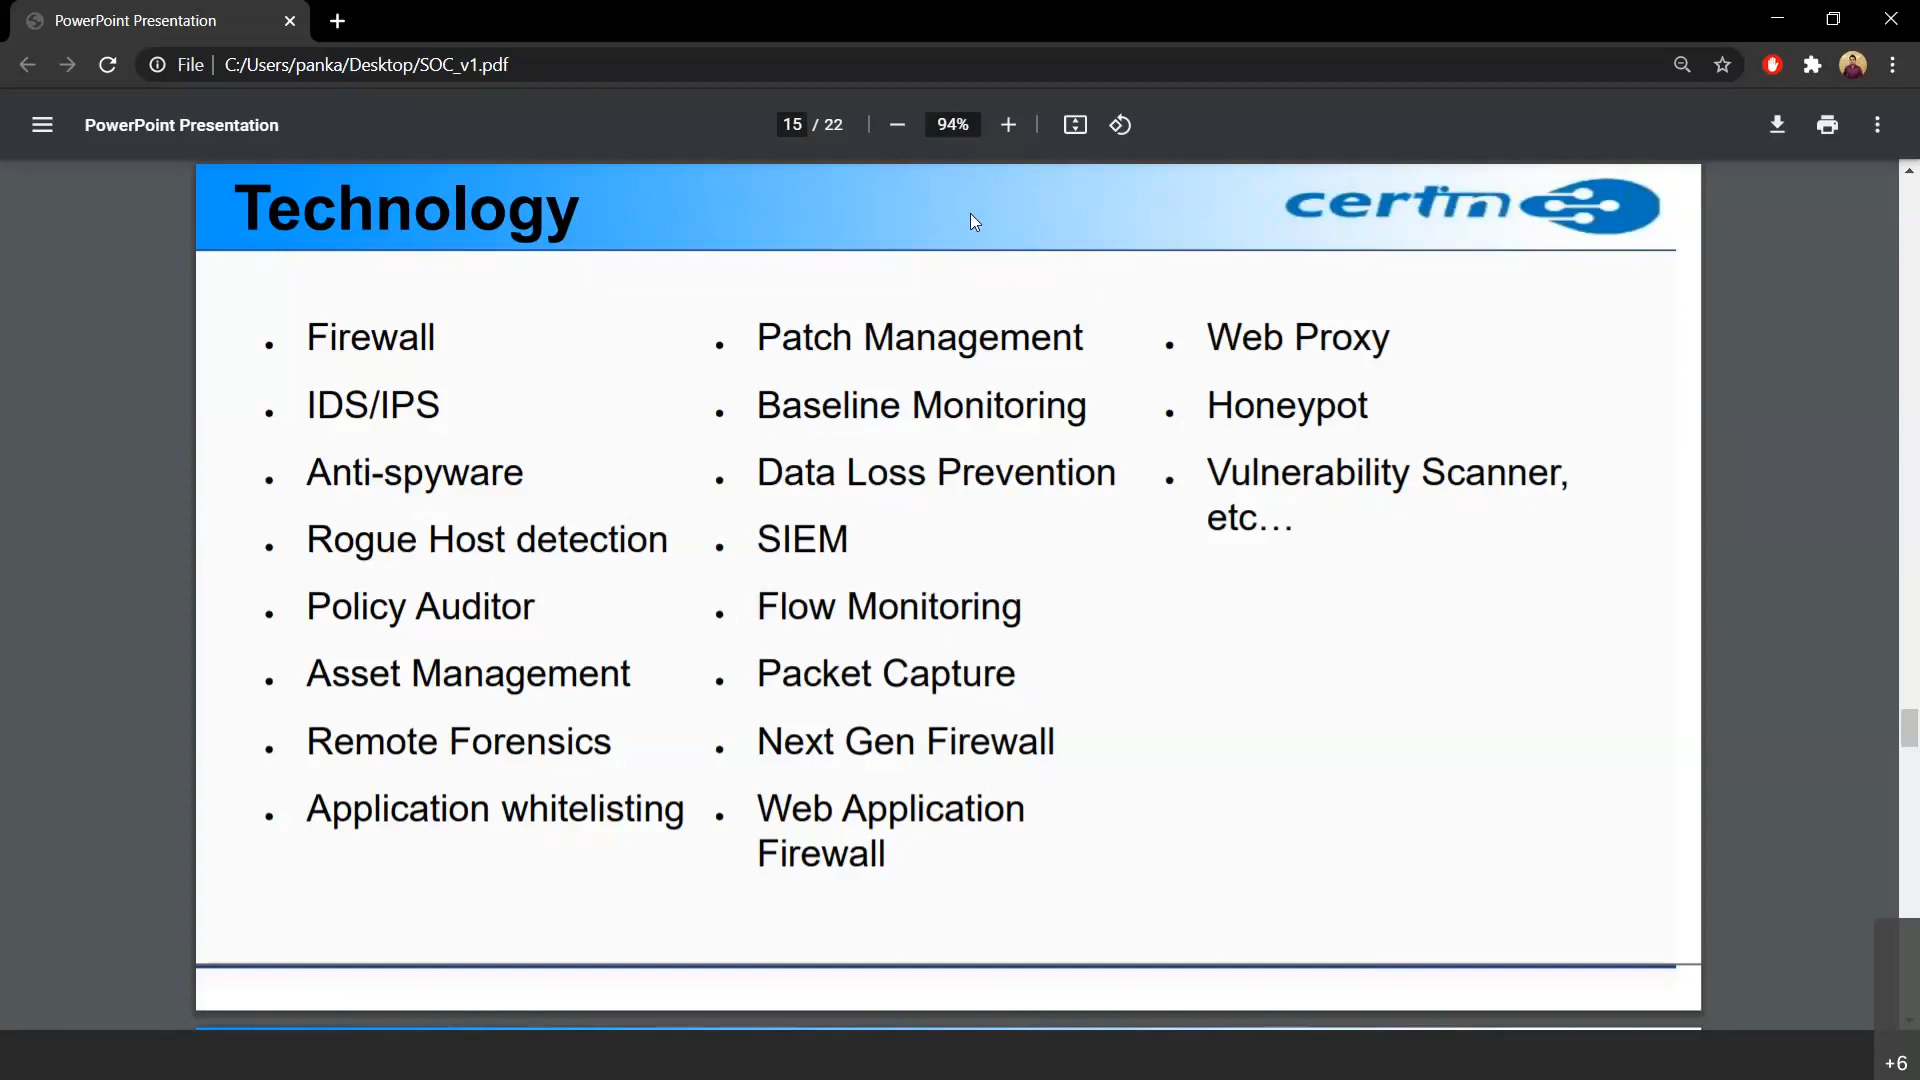 PowerPoint Presentation
File
C:/Users/panka/Desktop/SOC_v1.pdf
PowerPoint Presentation
15 / 22
94%
Technology
certin
Firewall
IDS/IPS
Anti-spyware
Rogue Host detection
Policy Auditor
Asset Management
Remote Forensics
Application whitelisting
Patch Management
Baseline Monitoring
Data Loss Prevention
SIEM
Flow Monitoring
Packet Capture
Next Gen Firewall
Web Application
Firewall
Web Proxy
Honeypot
Vulnerability Scanner,
etc…
+6